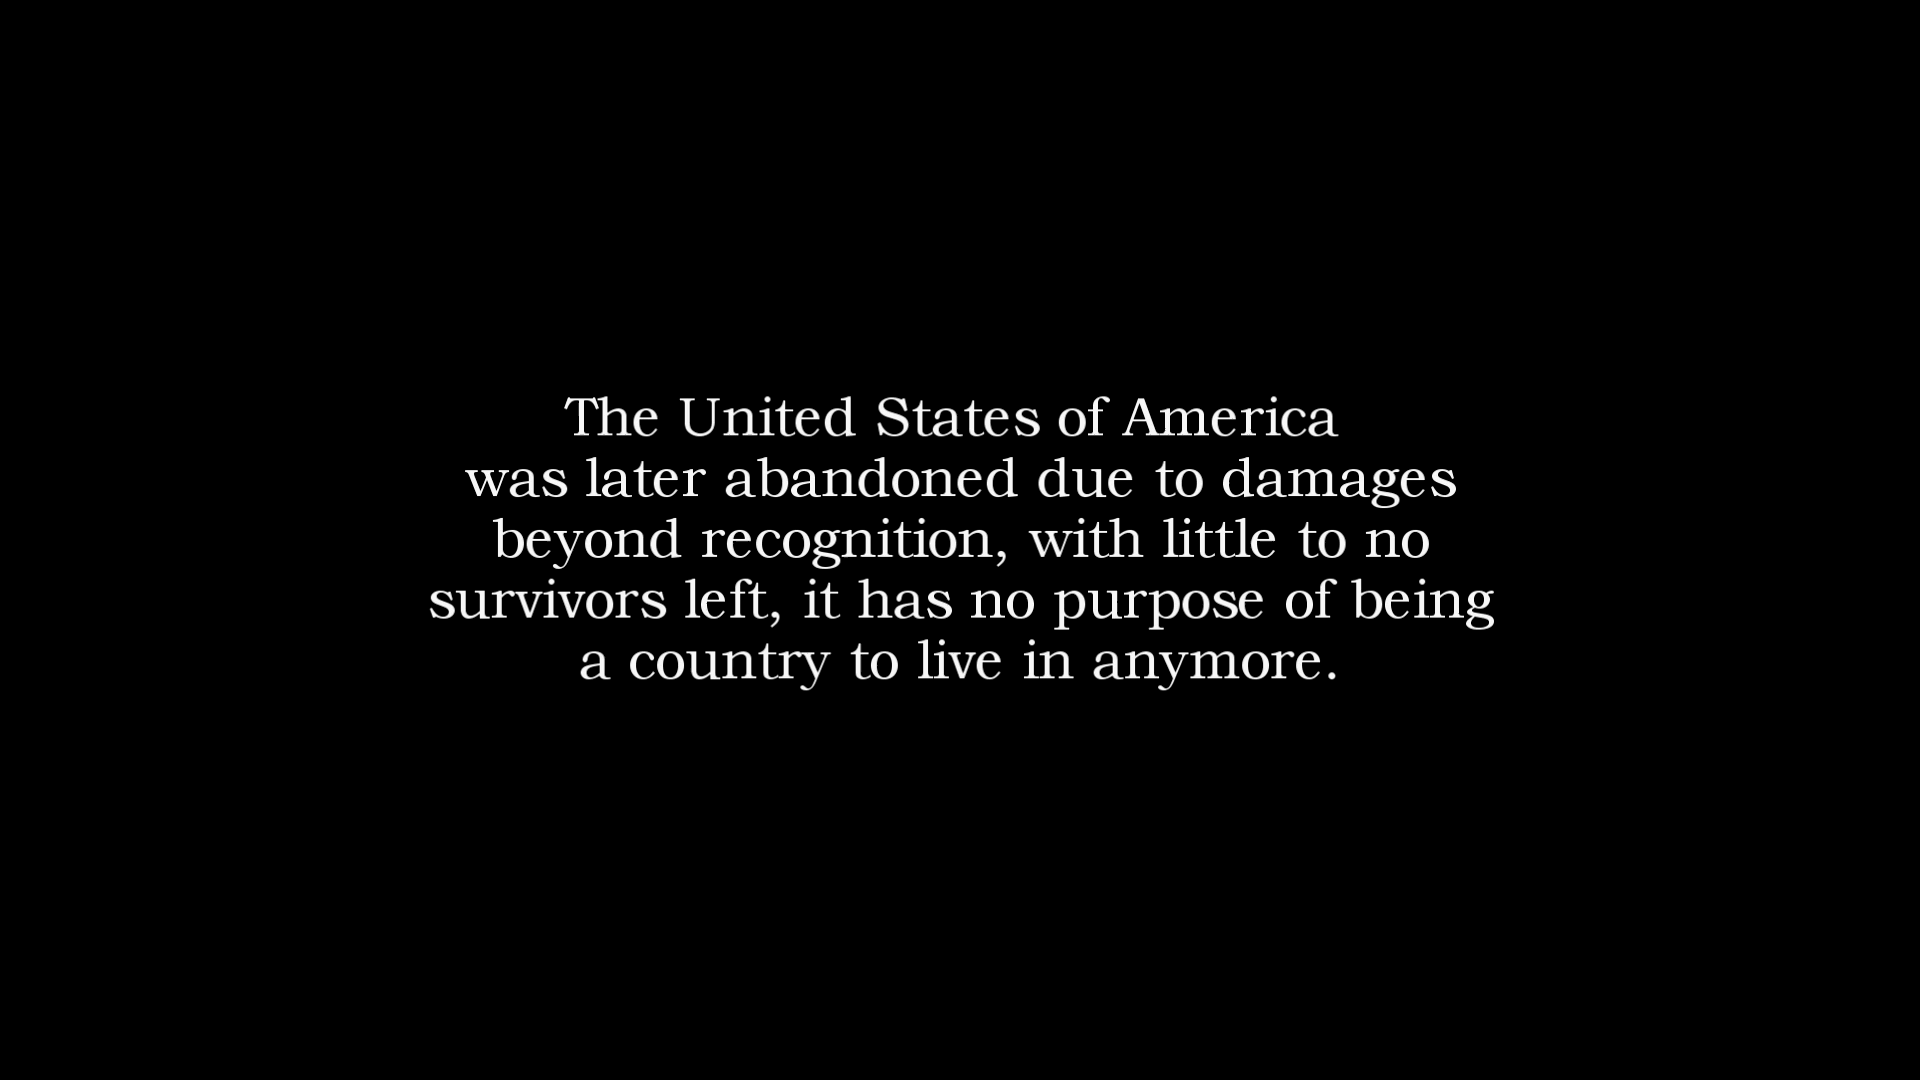 The United States of America
was later abandoned due to damages
beyond recognition, with little to no
survivors left, it has no purpose of being
a country to live in anymore.